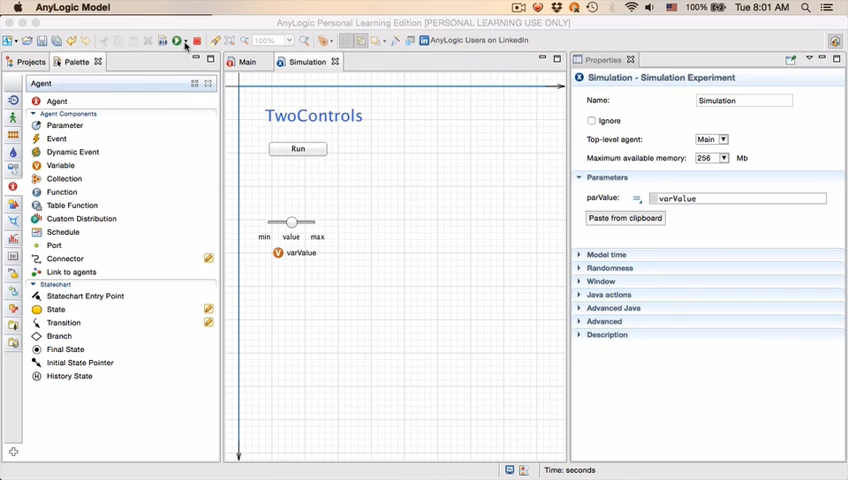 AnyLogic Model
100%
Tue 8:01 AM
AnyLogic Personal Learning Edition [PERSONAL LEARNING USE ONLY]
100%
AnyLogic Users on LinkedIn
Projects
Palette
Main
Simulation
Properties
Agent
Agent
Agent Components
Parameter
Event
Dynamic Event
Variable
Collection
Function
Table Function
Custom Distribution
Schedule
Port
Connector
Link to agents
Statechart
Statechart Entry Point
State
Transition
Branch
Final State
Initial State Pointer
History State
TwoControls
Run
min value max
V varValue
Simulation - Simulation Experiment
Name: Simulation
Ignore
Top-level agent: Main
Maximum available memory: 256 Mb
Parameters
parValue: = varValue
Paste from clipboard
Model time
Randomness
Window
Java actions
Advanced Java
Advanced
Description
Time: seconds